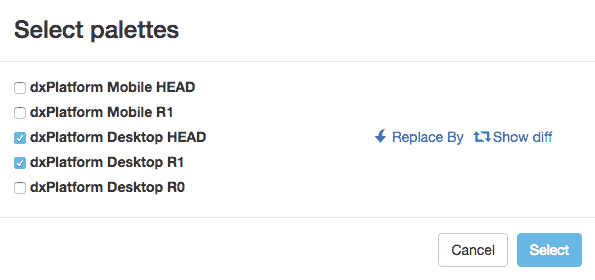 Select palettes
dxPlatform Mobile HEAD
dxPlatform Mobile R1
dxPlatform Desktop HEAD Replace By Show diff
dxPlatform Desktop R1
dxPlatform Desktop R0
Cancel Select